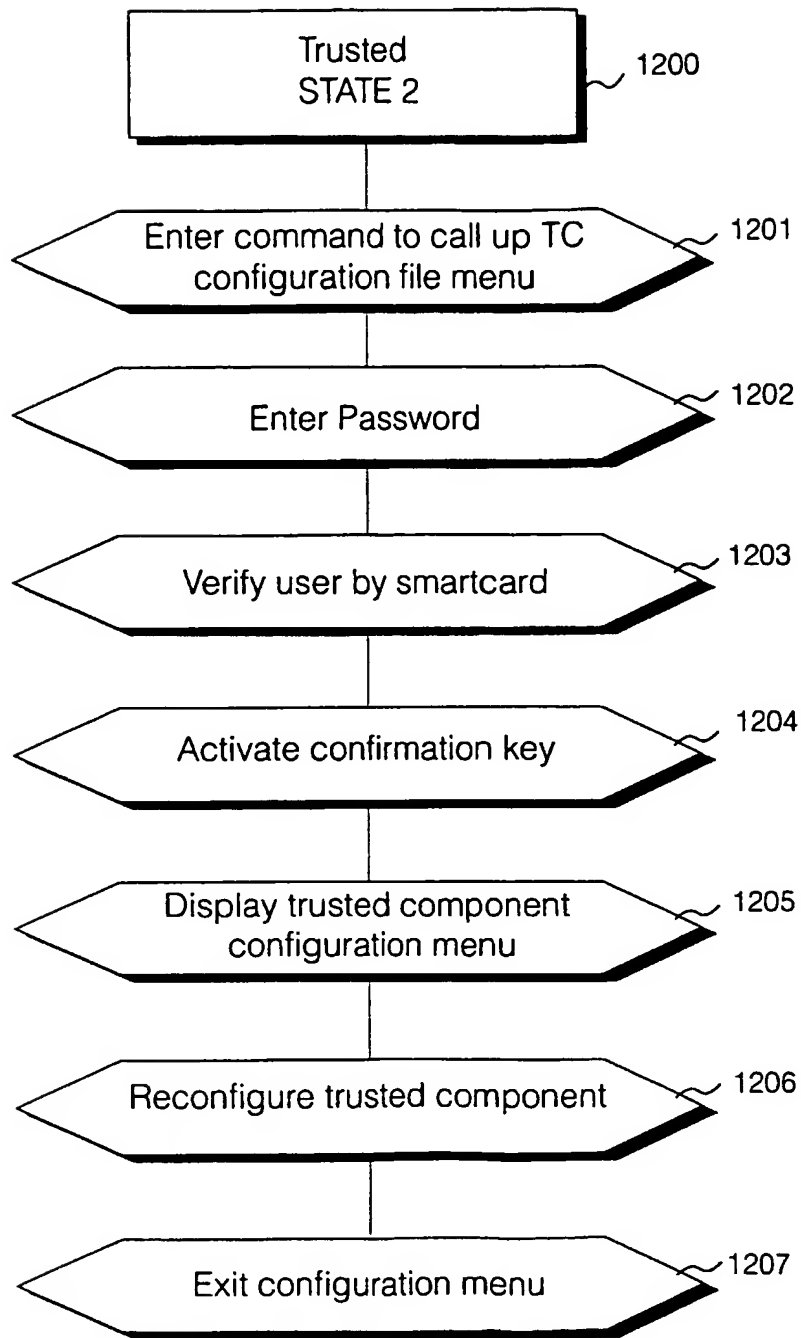 Trusted
STATE 2
1200
Enter command to call up TC
configuration file menu
1201
Enter Password
1202
Verify user by smartcard
1203
Activate confirmation key
1204
Display trusted component
configuration menu
1205
Reconfigure trusted component
1206
Exit configuration menu
1207